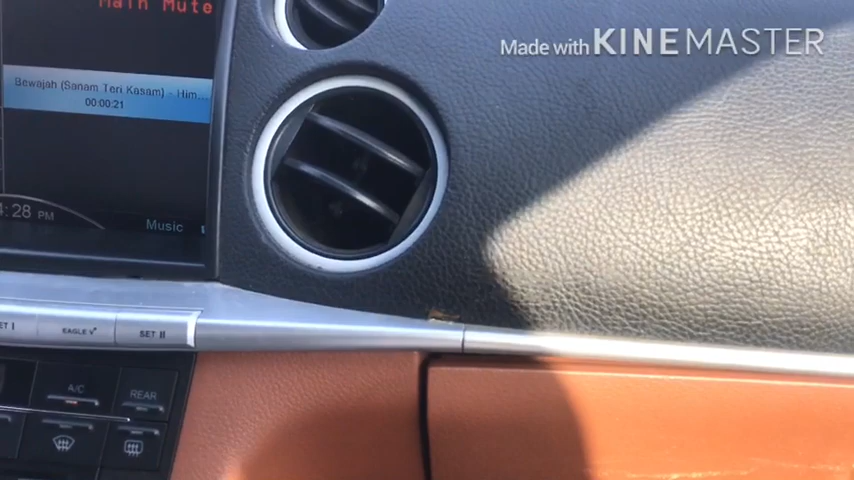 Main Mute
Made with KINEMASTER
Bewajah (Sanam Teri Kasam) - Him...
00:00:21
4:28 PM
Music
SET I
EAGLE V
SET II
A/C
REAR